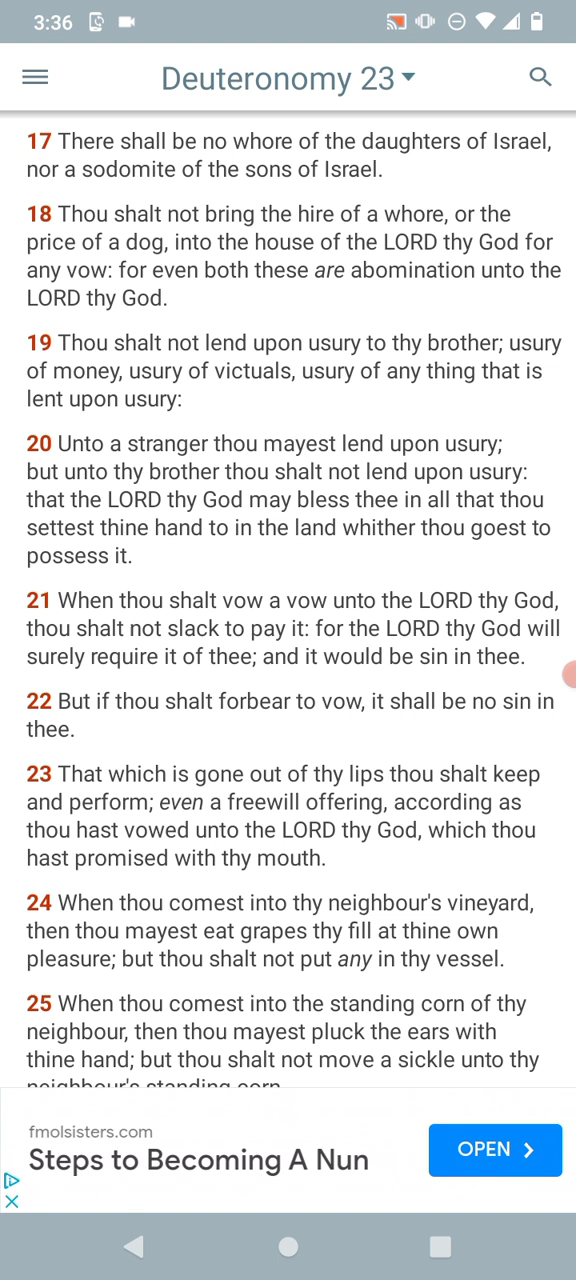 3:36
Deuteronomy 23
17 There shall be no whore of the daughters of Israel,
nor a sodomite of the sons of Israel.
18 Thou shalt not bring the hire of a whore, or the
price of a dog, into the house of the LORD thy God for
any vow: for even both these are abomination unto the
LORD thy God.
19 Thou shalt not lend upon usury to thy brother; usury
of money, usury of victuals, usury of any thing that is
lent upon usury:
20 Unto a stranger thou mayest lend upon usury;
but unto thy brother thou shalt not lend upon usury:
that the LORD thy God may bless thee in all that thou
settest thine hand to in the land whither thou goest to
possess it.
21 When thou shalt vow a vow unto the LORD thy God,
thou shalt not slack to pay it: for the LORD thy God will
surely require it of thee; and it would be sin in thee.
22 But if thou shalt forbear to vow, it shall be no sin in
thee.
23 That which is gone out of thy lips thou shalt keep
and perform; even a freewill offering, according as
thou hast vowed unto the LORD thy God, which thou
hast promised with thy mouth.
24 When thou comest into thy neighbour's vineyard,
then thou mayest eat grapes thy fill at thine own
pleasure; but thou shalt not put any in thy vessel.
25 When thou comest into the standing corn of thy
neighbour, then thou mayest pluck the ears with
thine hand; but thou shalt not move a sickle unto thy
neighbour's standing corn
fmolsisters.com
Steps to Becoming A Nun
OPEN